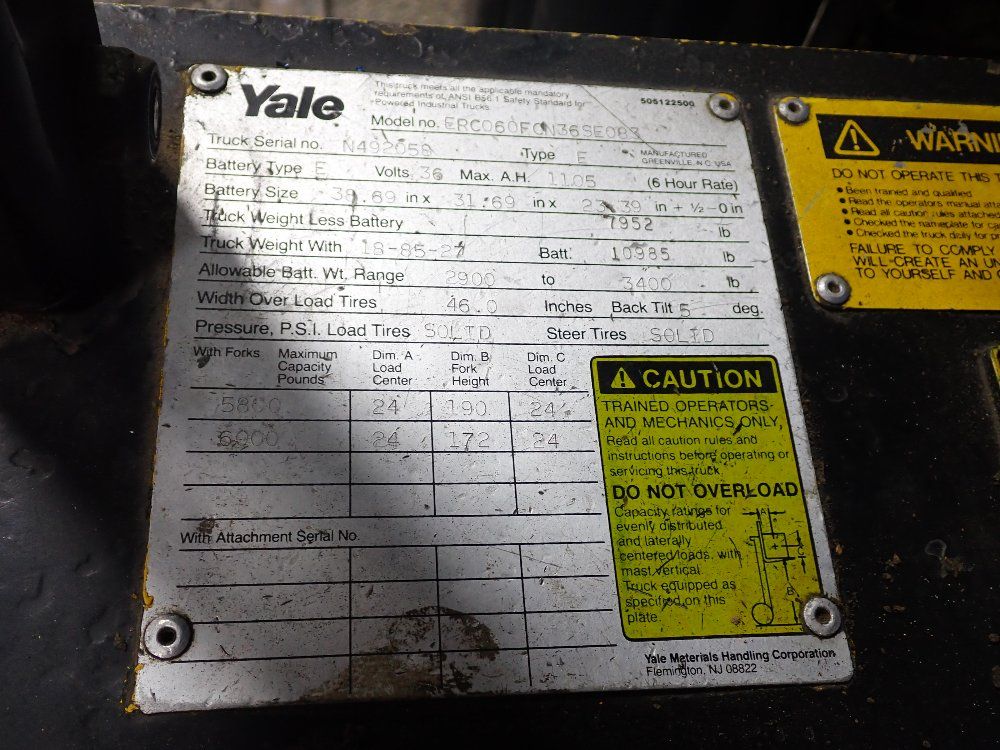 Yale
This truck meets all the applicable mandatory
requirements of ANSI B56.1 Safety Standard for
Powered Industrial Trucks.
505122500
Model no.
Truck Serial no. N492058 Type E
MANUFACTURED
GREENVILLE, N.C. USA
Battery Type E Volts 36 Max. A.H. 1105 (6 Hour Rate)
Battery Size 38.69 in x 31.69 in x 23.39 in + ½ -0 in
Truck Weight Less Battery 7952 lb
Truck Weight With 18-85-27 Batt. 10985 lb
Allowable Batt. Wt. Range 2900 to 3400 lb
Width Over Load Tires 46.0 Inches Back Tilt 5 deg.
Pressure, P.S.I. Load Tires SOLID Steer Tires SOLID
With Forks Maximum Capacity Pounds Dim. A Load Center Dim. B Fork Height Dim. C Load Center
5800 24 190 24
6000 24 172 24
With Attachment Serial No.
CAUTION
TRAINED OPERATORS
AND MECHANICS ONLY,
Read all caution rules and
instructions before operating or
servicing this truck.
DO NOT OVERLOAD
Capacity ratings for
evenly distributed
and laterally
centered loads, with
mast vertical.
Truck equipped as
specified on this
plate.
A
C
B
Yale Materials Handling Corporation
Flemington, NJ 08822
WARNI
DO NOT OPERATE THIS T
Been trained and qualified
Read the operators manual atta
Read all caution rules attached
Checked the nameplate for ca
Checked the truck daily for pr
FAILURE TO COMPLY
WILL CREATE AN UN
TO YOURSELF AND